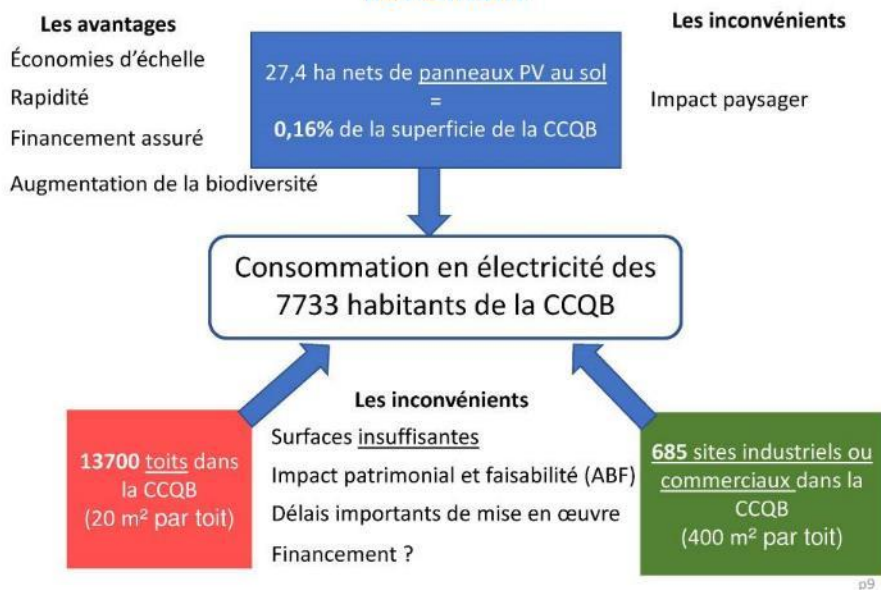 Les avantages
Économies d'échelle
Rapidité
Financement assuré
Augmentation de la biodiversité
27,4 ha nets de panneaux PV au sol
=
0,16% de la superficie de la CCQB
Les inconvénients
Impact paysager
Consommation en électricité des
7733 habitants de la CCQB
13700 toits dans
la CCQB
(20 m² par toit)
Les inconvénients
Surfaces insuffisantes
Impact patrimonial et faisabilité (ABF)
Délais importants de mise en œuvre
Financement ?
685 sites industriels ou
commerciaux dans la
CCQB
(400 m² par toit)
p9